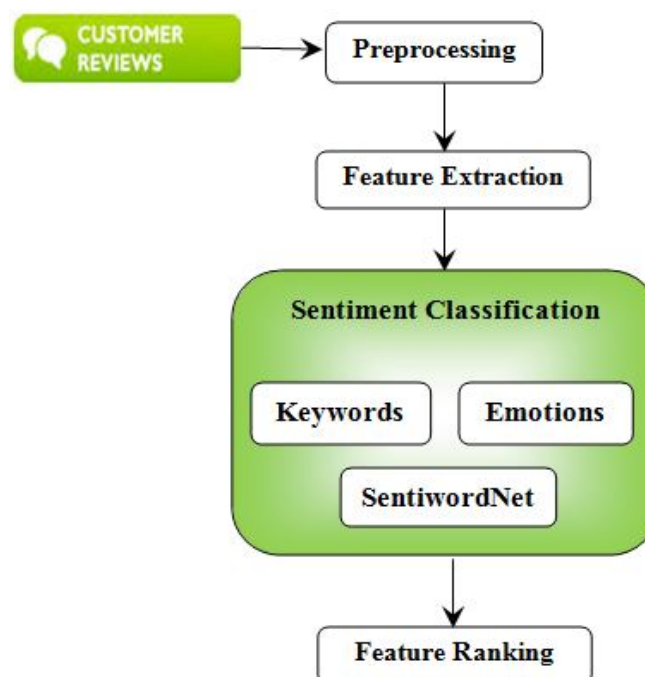 CUSTOMER
REVIEWS
Preprocessing
Feature Extraction
Sentiment Classification
Keywords
Emotions
SentiwordNet
Feature Ranking